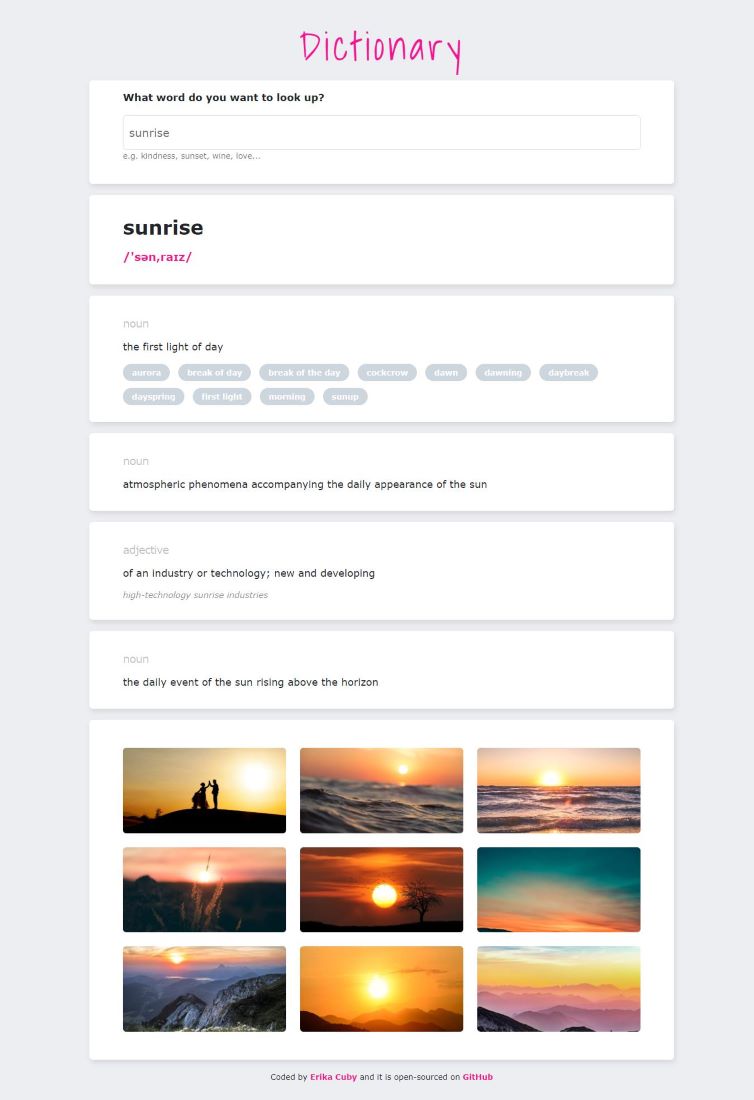 Dictionary
What word do you want to look up?
sunrise
e.g. kindness, sunset, wine, love...
sunrise
/'sən,raɪz/
noun
the first light of day
aurora break of day break of the day cockcrow dawn dawning daybreak
dayspring first light morning sunup
noun
atmospheric phenomena accompanying the daily appearance of the sun
adjective
of an industry or technology; new and developing
high-technology sunrise industries
noun
the daily event of the sun rising above the horizon
Coded by Erika Cuby and it is open-sourced on GitHub